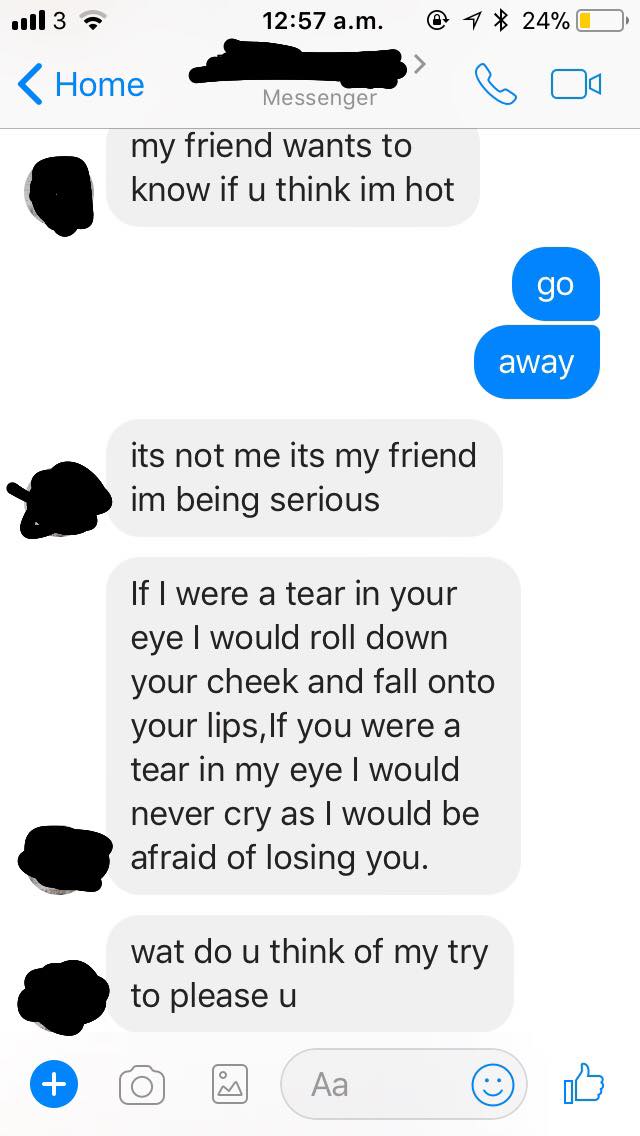 3 12:57 a.m. 24%
Home
Messenger
my friend wants to
know if u think im hot
go
away
its not me its my friend
im being serious
If I were a tear in your
eye I would roll down
your cheek and fall onto
your lips,If you were a
tear in my eye I would
never cry as I would be
afraid of losing you.
wat do u think of my try
to please u
Aa